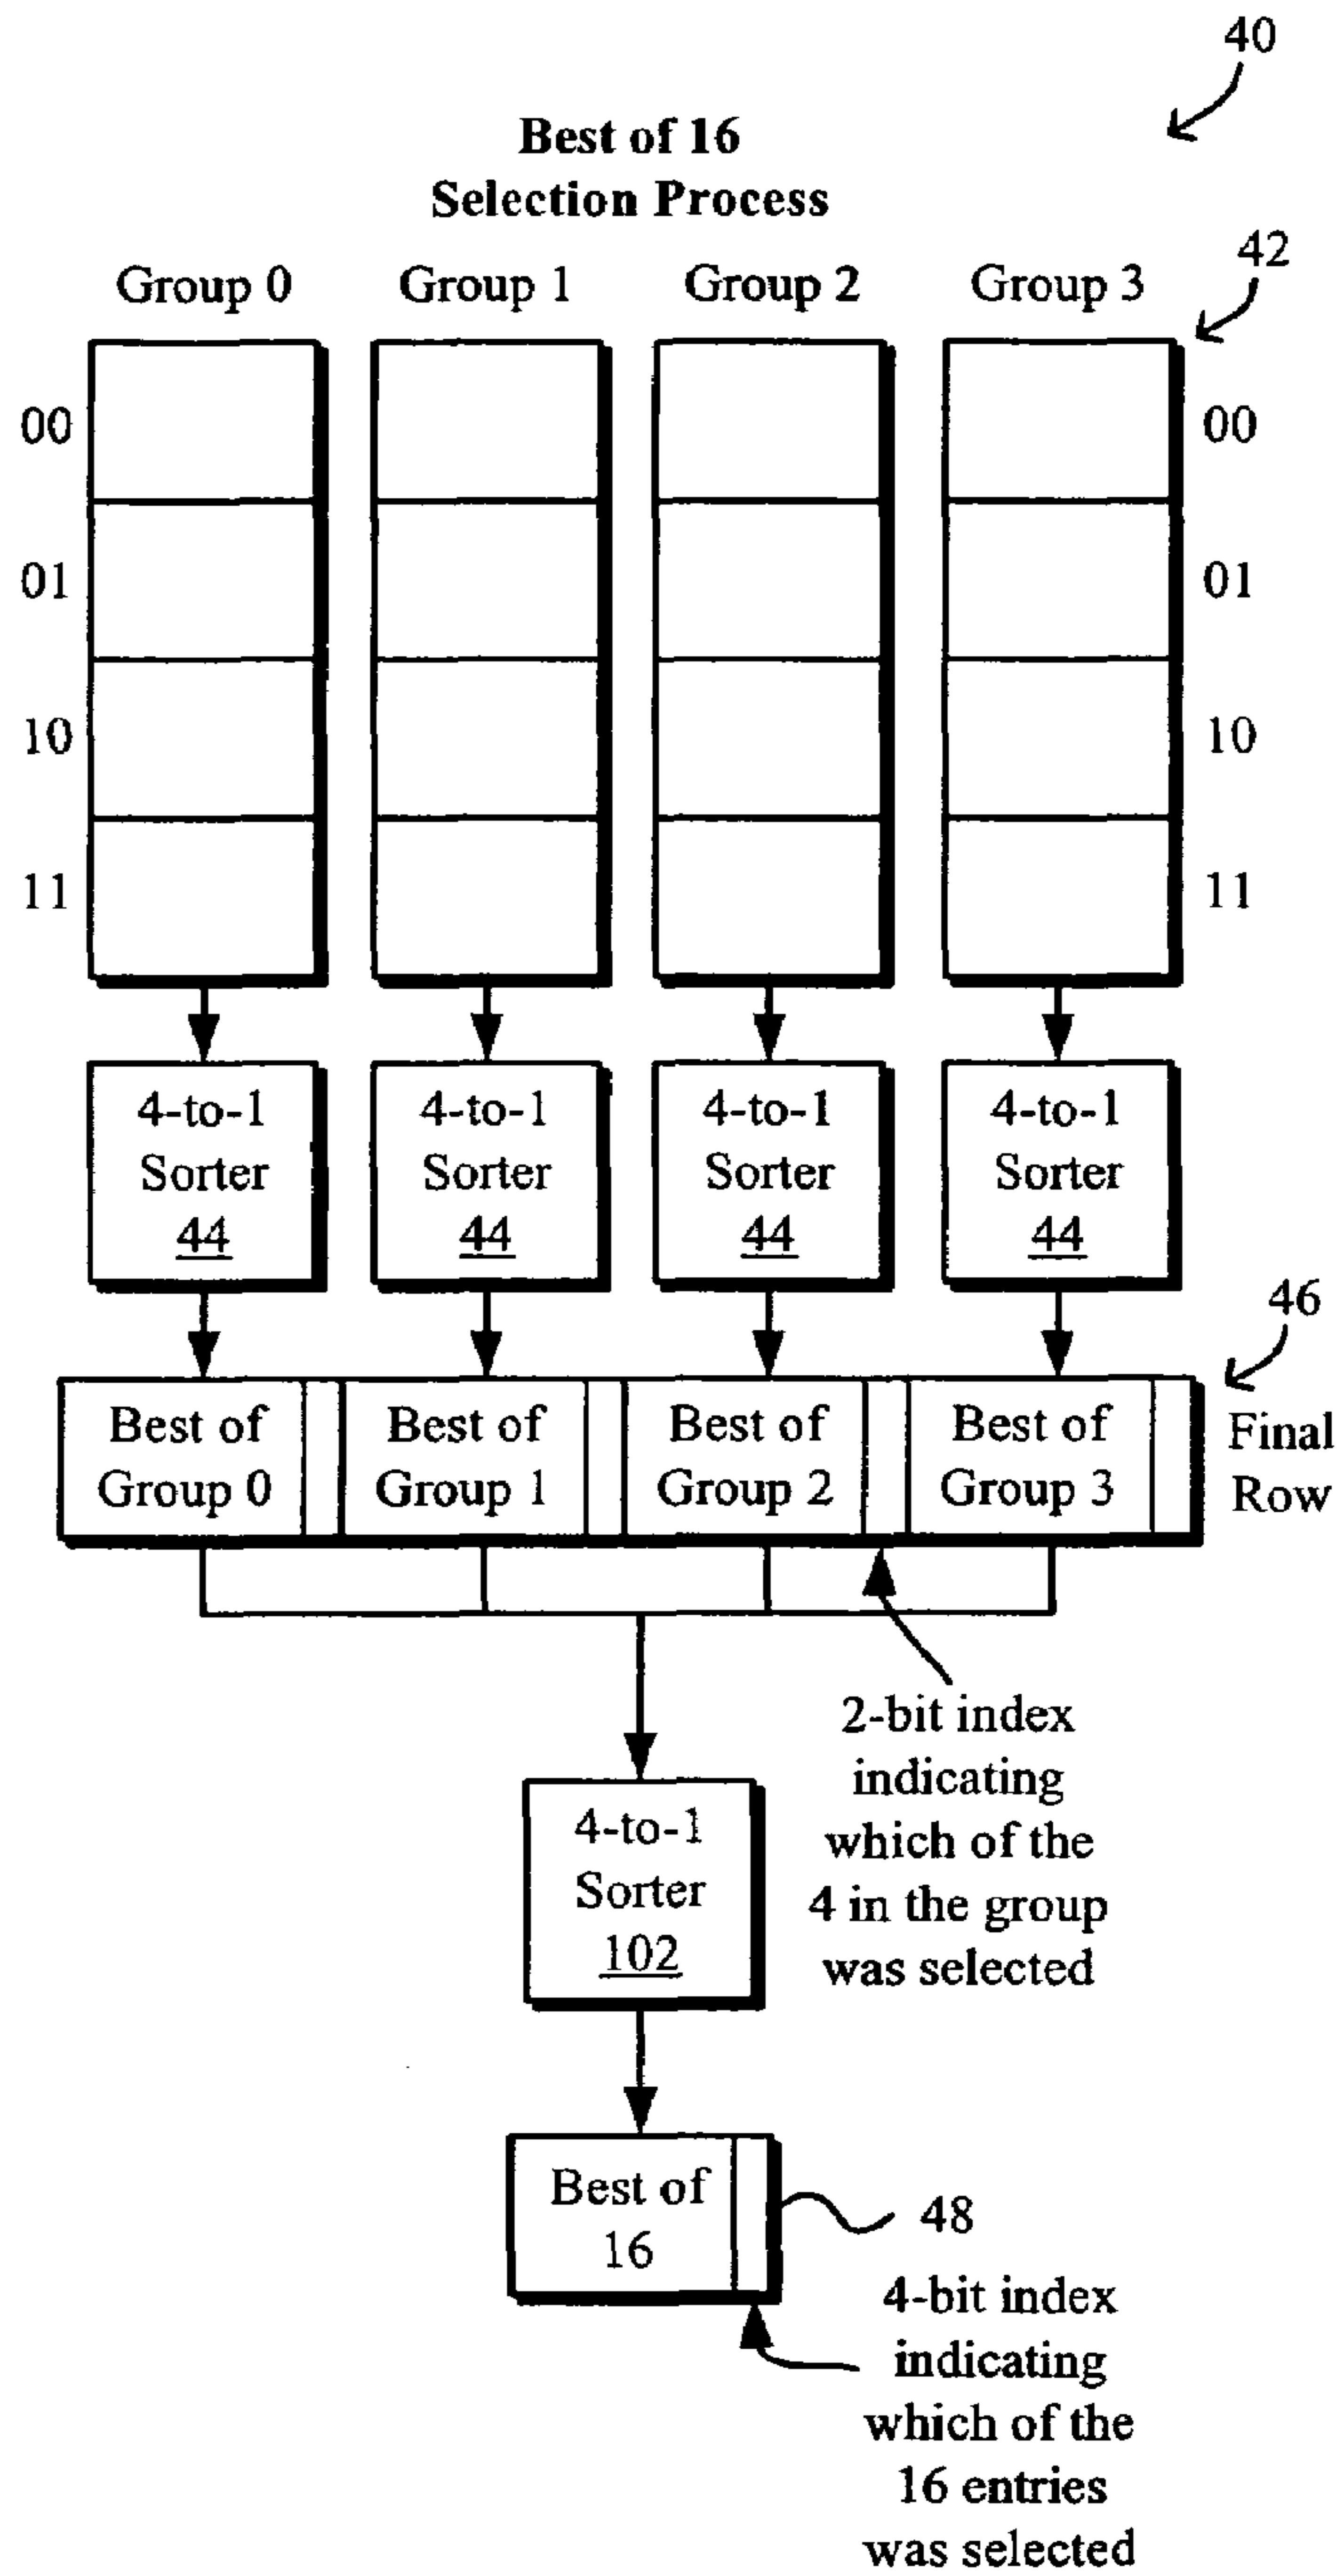 40
Best of 16
Selection Process
42
Group 0 Group 1 Group 2 Group 3
00 00
01 01
10 10
11 11
4-to-1 4-to-1 4-to-1 4-to-1
Sorter Sorter Sorter Sorter
44 44 44 44
46
Best of Best of Best of Best of Final
Group 0 Group 1 Group 2 Group 3 Row
2-bit index
indicating
which of the
4 in the group
was selected
4-to-1
Sorter
102
Best of
16
48
4-bit index
indicating
which of the
16 entries
was selected